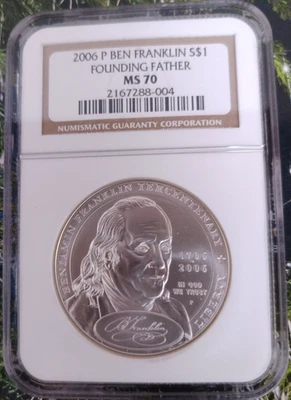 2006 P BEN FRANKLIN S$1
FOUNDING FATHER
MS 70
2167288-004
NUMISMATIC GUARANTY CORPORATION
BENJAMIN FRANKLIN TERCENTENARY ★ LIBERTY
1706
2006
IN GOD
WE TRUST
P
B Franklin